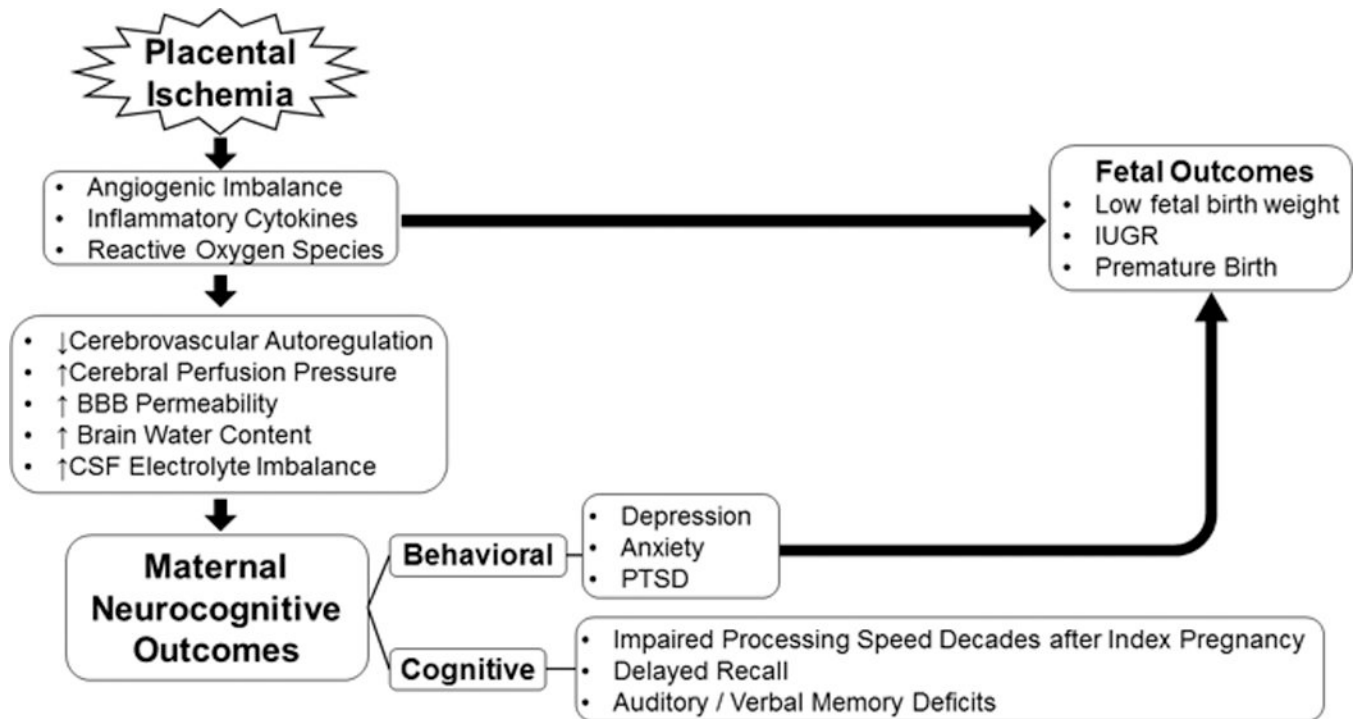 Placental
Ischemia
• Angiogenic Imbalance
• Inflammatory Cytokines
• Reactive Oxygen Species
Fetal Outcomes
• Low fetal birth weight
• IUGR
• Premature Birth
• ↓Cerebrovascular Autoregulation
• ↑Cerebral Perfusion Pressure
• ↑ BBB Permeability
• ↑ Brain Water Content
• ↑CSF Electrolyte Imbalance
Maternal
Neurocognitive
Outcomes
Behavioral
• Depression
• Anxiety
• PTSD
Cognitive
• Impaired Processing Speed Decades after Index Pregnancy
• Delayed Recall
• Auditory / Verbal Memory Deficits